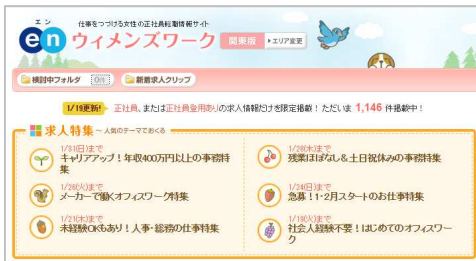 エン
en
仕事をつづける女性の正社員転職情報サイト
ウィメンズワーク
関東版
エリア変更
検討中フォルダ
0件
新着求人クリップ
1/19更新!
正社員、または正社員登用ありの求人情報だけを限定掲載！ただいま 1,146 件掲載中！
求人特集 ~ 人気のテーマでおくる
1/31(日)まで
キャリアアップ！年収400万円以上の事務特
集
1/26(火)まで
メーカーで働くオフィスワーク特集
1/21(木)まで
未経験OKもあり！人事・総務の仕事特集
残業ほぼなし&土日祝休みの事務特集
1/24(日)まで
急募！1・2月スタートのお仕事特集
1/19(火)まで
社会人経験不要！はじめてのオフィスワー
ク